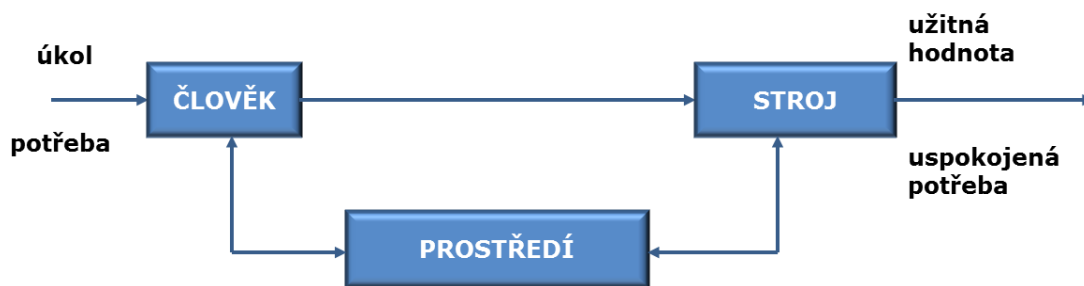 úkol
potřeba
ČLOVĚK
STROJ
užitná
hodnota
uspokojená
potřeba
PROSTŘEDÍ